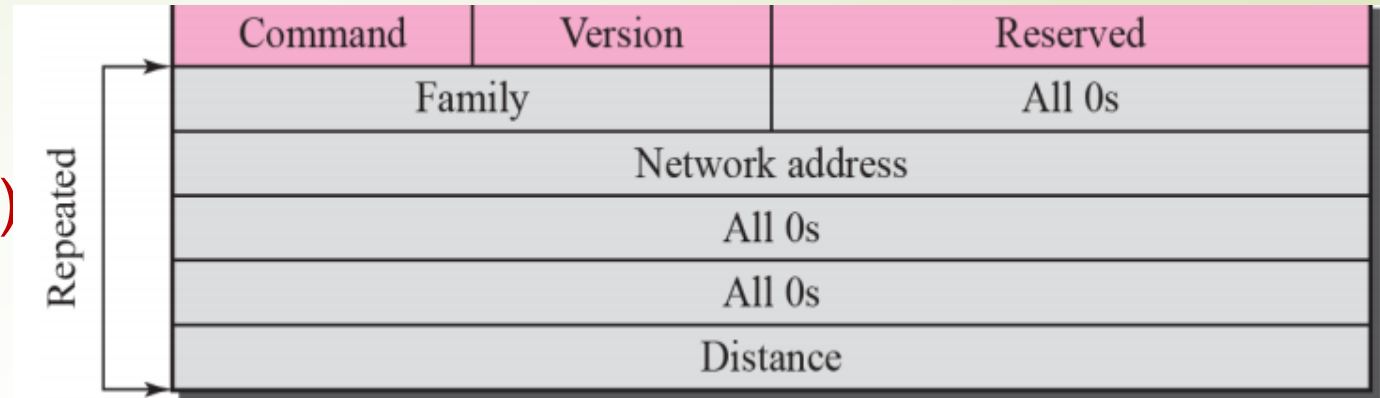 Command Version Reserved
Family All 0s
Network address
All 0s
All 0s
Distance
Repeated
)